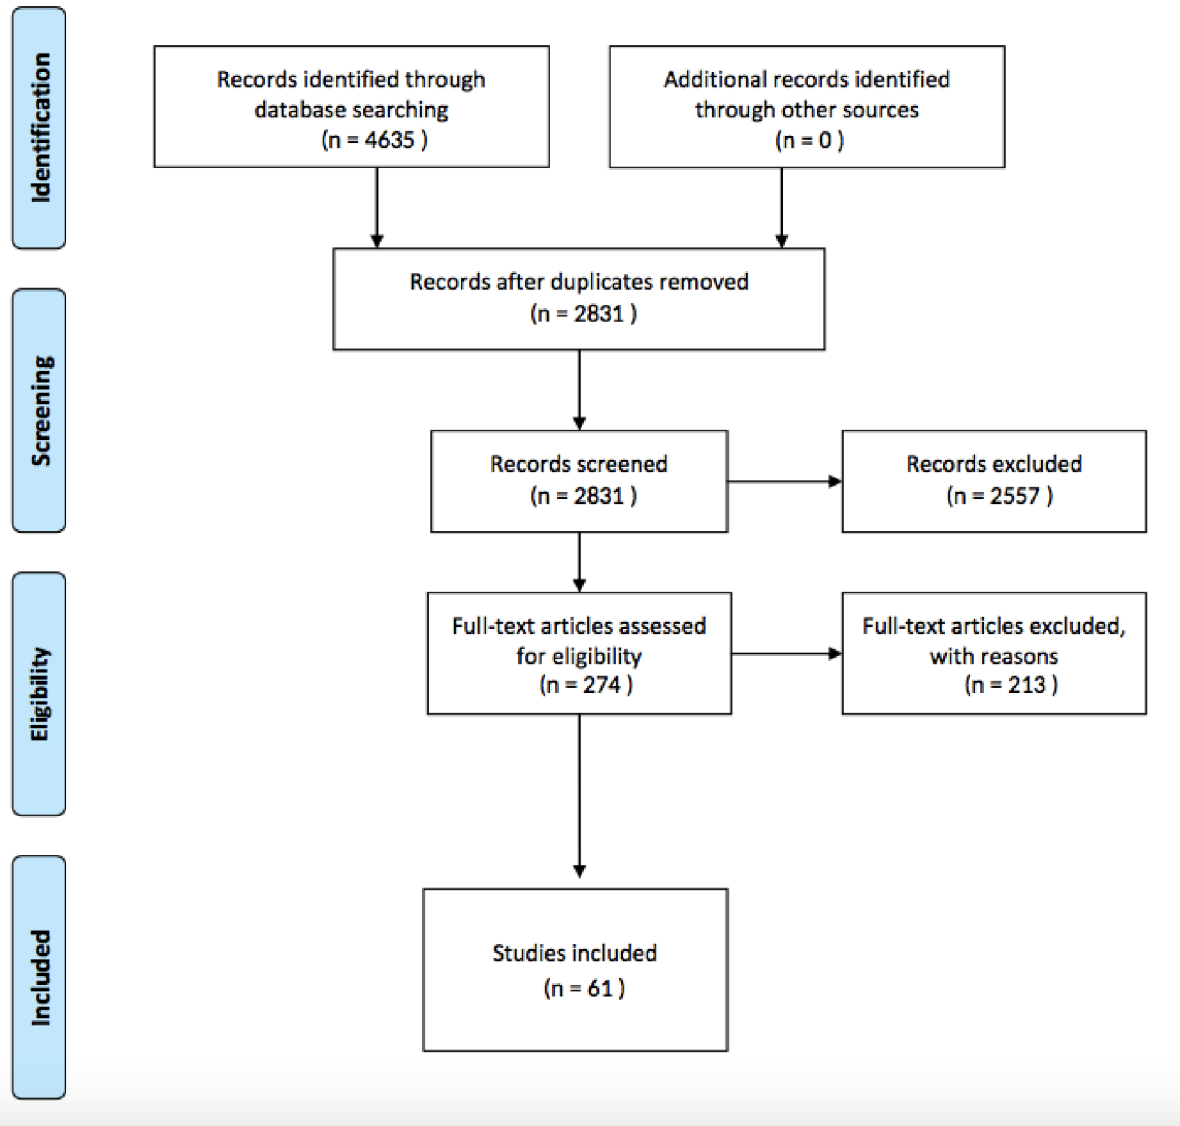 Identification
Records identified through
database searching
(n = 4635 )
Additional records identified
through other sources
(n = 0 )
Records after duplicates removed
(n = 2831 )
Screening
Records screened
(n = 2831 )
Records excluded
(n = 2557 )
Eligibility
Full-text articles assessed
for eligibility
(n = 274 )
Full-text articles excluded,
with reasons
(n = 213 )
Included
Studies included
(n = 61 )